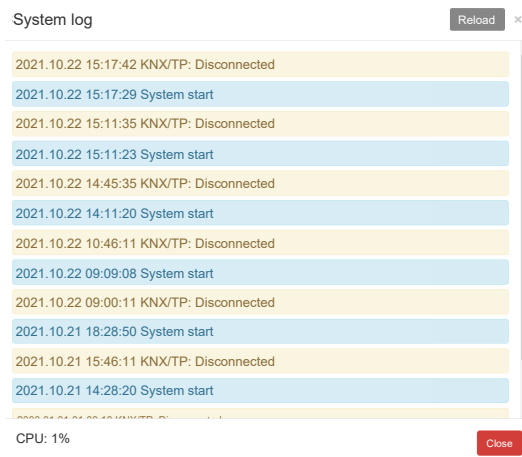 System log
Reload ×
2021.10.22 15:17:42 KNX/TP: Disconnected
2021.10.22 15:17:29 System start
2021.10.22 15:11:35 KNX/TP: Disconnected
2021.10.22 15:11:23 System start
2021.10.22 14:45:35 KNX/TP: Disconnected
2021.10.22 14:11:20 System start
2021.10.22 10:46:11 KNX/TP: Disconnected
2021.10.22 09:09:08 System start
2021.10.22 09:00:11 KNX/TP: Disconnected
2021.10.21 18:28:50 System start
2021.10.21 15:46:11 KNX/TP: Disconnected
2021.10.21 14:28:20 System start
KNX/TP: Disconnected
CPU: 1%
Close